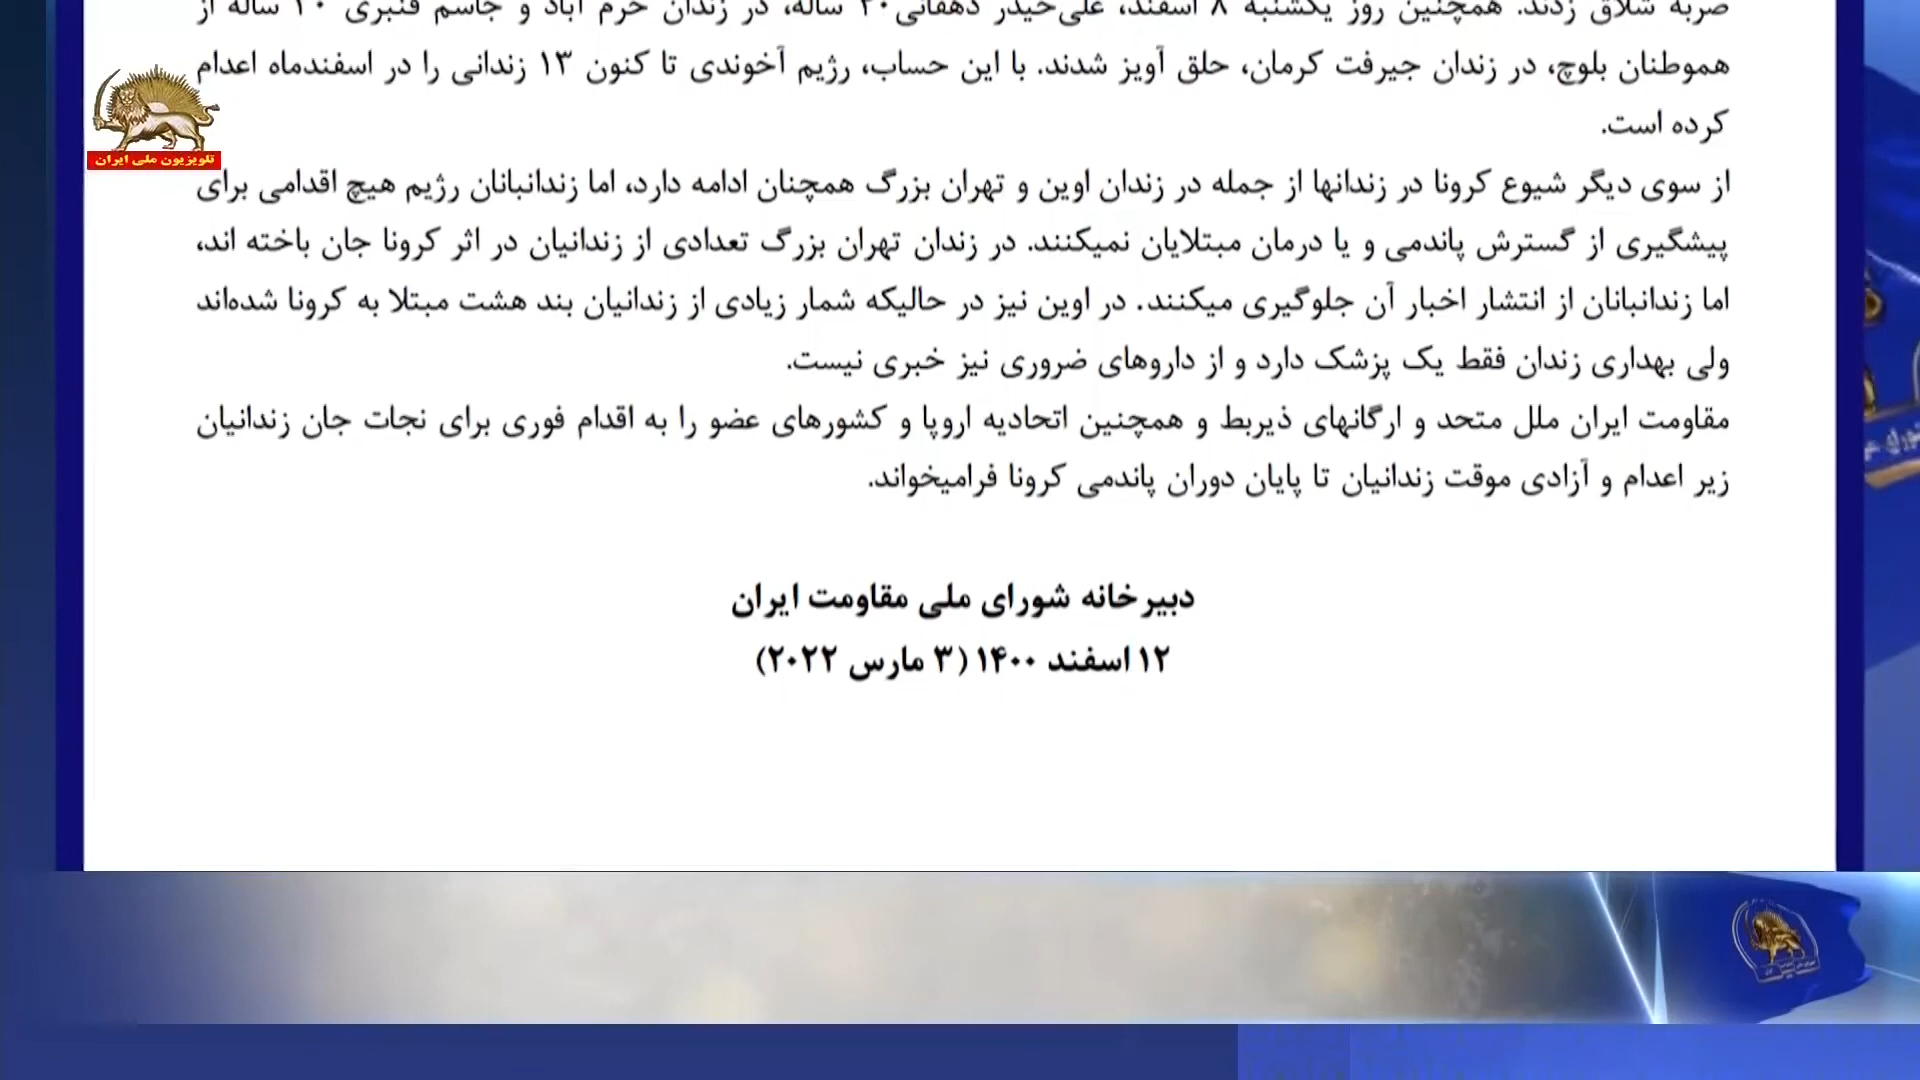 ضربه شلاق زدند. همچنین روز یکشنبه ۸ اسفند، علی‌حیدر دهقانی ساله، در زندان خرم آباد و جاسم قنبری ساله از
هموطنان بلوچ، در زندان جیرفت کرمان، حلق آویز شدند. با این حساب، رژیم آخوندی تا کنون ۱۳ زندانی را در اسفندماه اعدام
کرده است.
از سوی دیگر شیوع کرونا در زندانها از جمله در زندان اوین و تهران بزرگ همچنان ادامه دارد، اما زندانبانان رژیم هیچ اقدامی برای
پیشگیری از گسترش پاندمی و یا درمان مبتلایان نمیکنند. در زندان تهران بزرگ تعدادی از زندانیان در اثر کرونا جان باخته اند،
اما زندانبانان از انتشار اخبار آن جلوگیری میکنند. در اوین نیز در حالیکه شمار زیادی از زندانیان بند هشت مبتلا به کرونا شده‌اند
ولی بهداری زندان فقط یک پزشک دارد و از داروهای ضروری نیز خبری نیست.
مقاومت ایران ملل متحد و ارگانهای ذیربط و همچنین اتحادیه اروپا و کشورهای عضو را به اقدام فوری برای نجات جان زندانیان
زیر اعدام و آزادی موقت زندانیان تا پایان دوران پاندمی کرونا فرامیخواند.
دبیرخانه شورای ملی مقاومت ایران
۱۲ اسفند ۱۴۰۰ (۳ مارس ۲۰۲۲)
تلویزیون ملی ایران